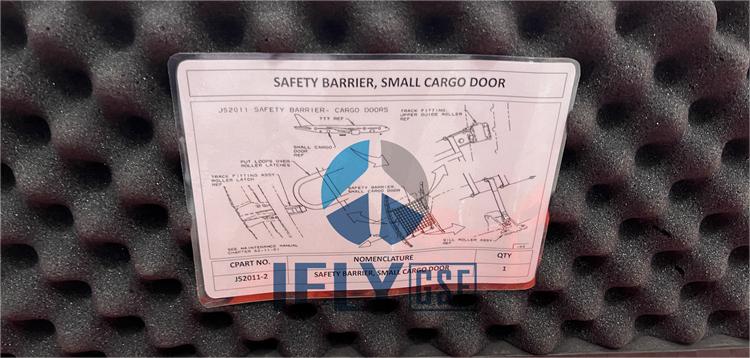 SAFETY BARRIER, SMALL CARGO DOOR
J52011 SAFETY BARRIER- CARGO DOORS
TRACK FITTING,
UPPER GUIDE ROLLER
REF
777 REF
SMALL CARGO
DOOR
REF
PUT LOOPS OVER
ROLLER LATCHES
TRACK FITTING ASSY
ROLLER LATCH
REF
SAFETY BARRIER,
SMALL CARGO DOOR
SEE MAINTENANCE MANUAL
SILL ROLLER ASSY
CPART NO. NOMENCLATURE QTY
J52011-2 SAFETY BARRIER, SMALL CARGO DOOR 1
IFLY GSE